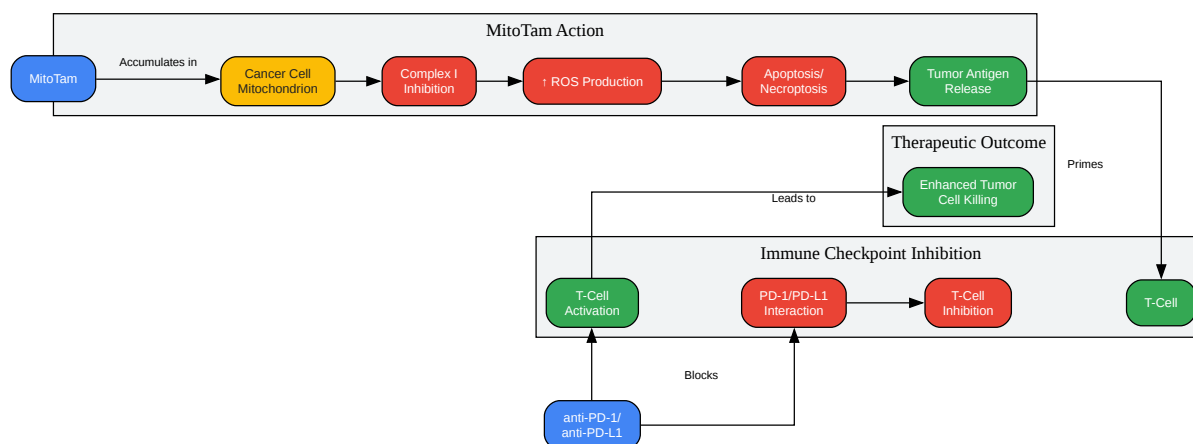 MitoTam Action
MitoTam
Accumulates in
Cancer Cell
Mitochondrion
Complex I
Inhibition
↑ ROS Production
Apoptosis/
Necroptosis
Tumor Antigen
Release
Therapeutic Outcome
Enhanced Tumor
Cell Killing
Primes
Leads to
Immune Checkpoint Inhibition
T-Cell
Activation
PD-1/PD-L1
Interaction
T-Cell
Inhibition
T-Cell
Blocks
anti-PD-1/
anti-PD-L1